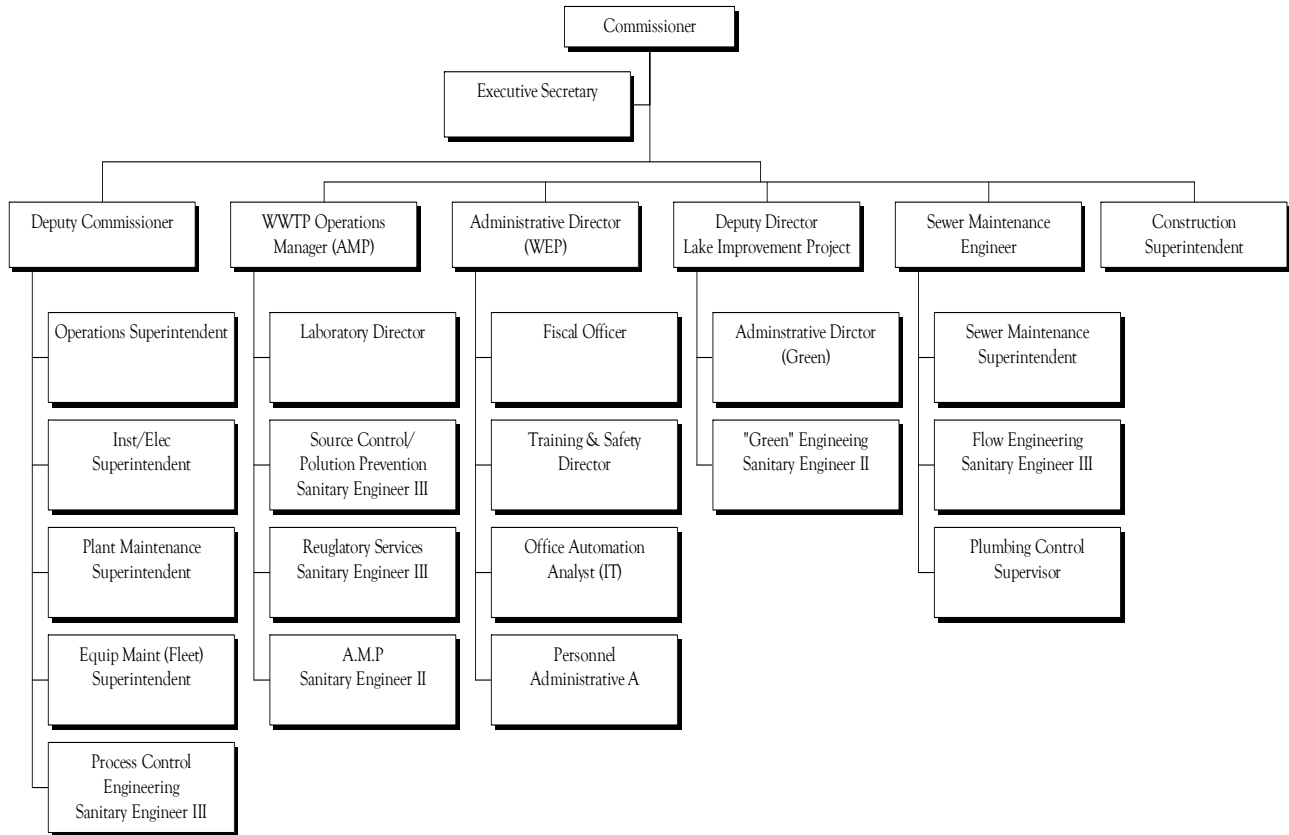 Commissioner
Executive Secretary
Deputy Commissioner
WWTP Operations
Manager (AMP)
Administrative Director
(WEP)
Deputy Director
Lake Improvement Project
Sewer Maintenance
Engineer
Construction
Superintendent
Operations Superintendent
Inst/Elec
Superintendent
Plant Maintenance
Superintendent
Equip Maint (Fleet)
Superintendent
Process Control
Engineering
Sanitary Engineer III
Laboratory Director
Source Control/
Polution Prevention
Sanitary Engineer III
Reuglatory Services
Sanitary Engineer III
A.M.P
Sanitary Engineer II
Fiscal Officer
Training & Safety
Director
Office Automation
Analyst (IT)
Personnel
Administrative A
Adminstrative Dirctor
(Green)
"Green" Engineeing
Sanitary Engineer II
Sewer Maintenance
Superintendent
Flow Engineering
Sanitary Engineer III
Plumbing Control
Supervisor